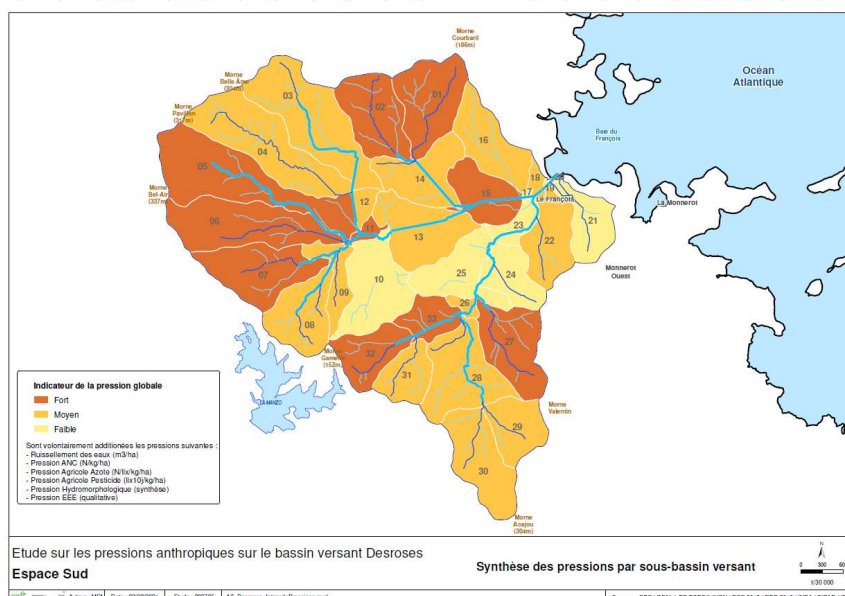 Morne
Courbaril
(186m)
Océan
Atlantique
Morne
Belle Ame
Baie du
François
Morne
Pavillon
Morne
Bel-Air
(337m)
Le François
La Monnerot
Monnerot
Ouest
03
02
01
04
16
05
14
15
18
17
19
12
06
11
13
23
21
22
07
10
25
24
09
26
08
33
27
32
31
28
29
30
Morne
(152m)
LA MANZO
Morne
Valentin
Morne
Acajou
(304m)
Indicateur de la pression globale
Fort
Moyen
Faible
Sont volontairement additionées les pressions suivantes :
- Ruissellement des eaux (m3/ha)
- Pression ANC (N/kg/ha)
- Pression Agricole Azote (N/lix/kg/ha)
- Pression Agricole Pesticide (lix10j/kg/ha)
- Pression Hydromorphologique (synthèse)
- Pression EEE (qualitative)
Etude sur les pressions anthropiques sur le bassin versant Desroses
Espace Sud
Synthèse des pressions par sous-bassin versant
N
0 300
1/30 000